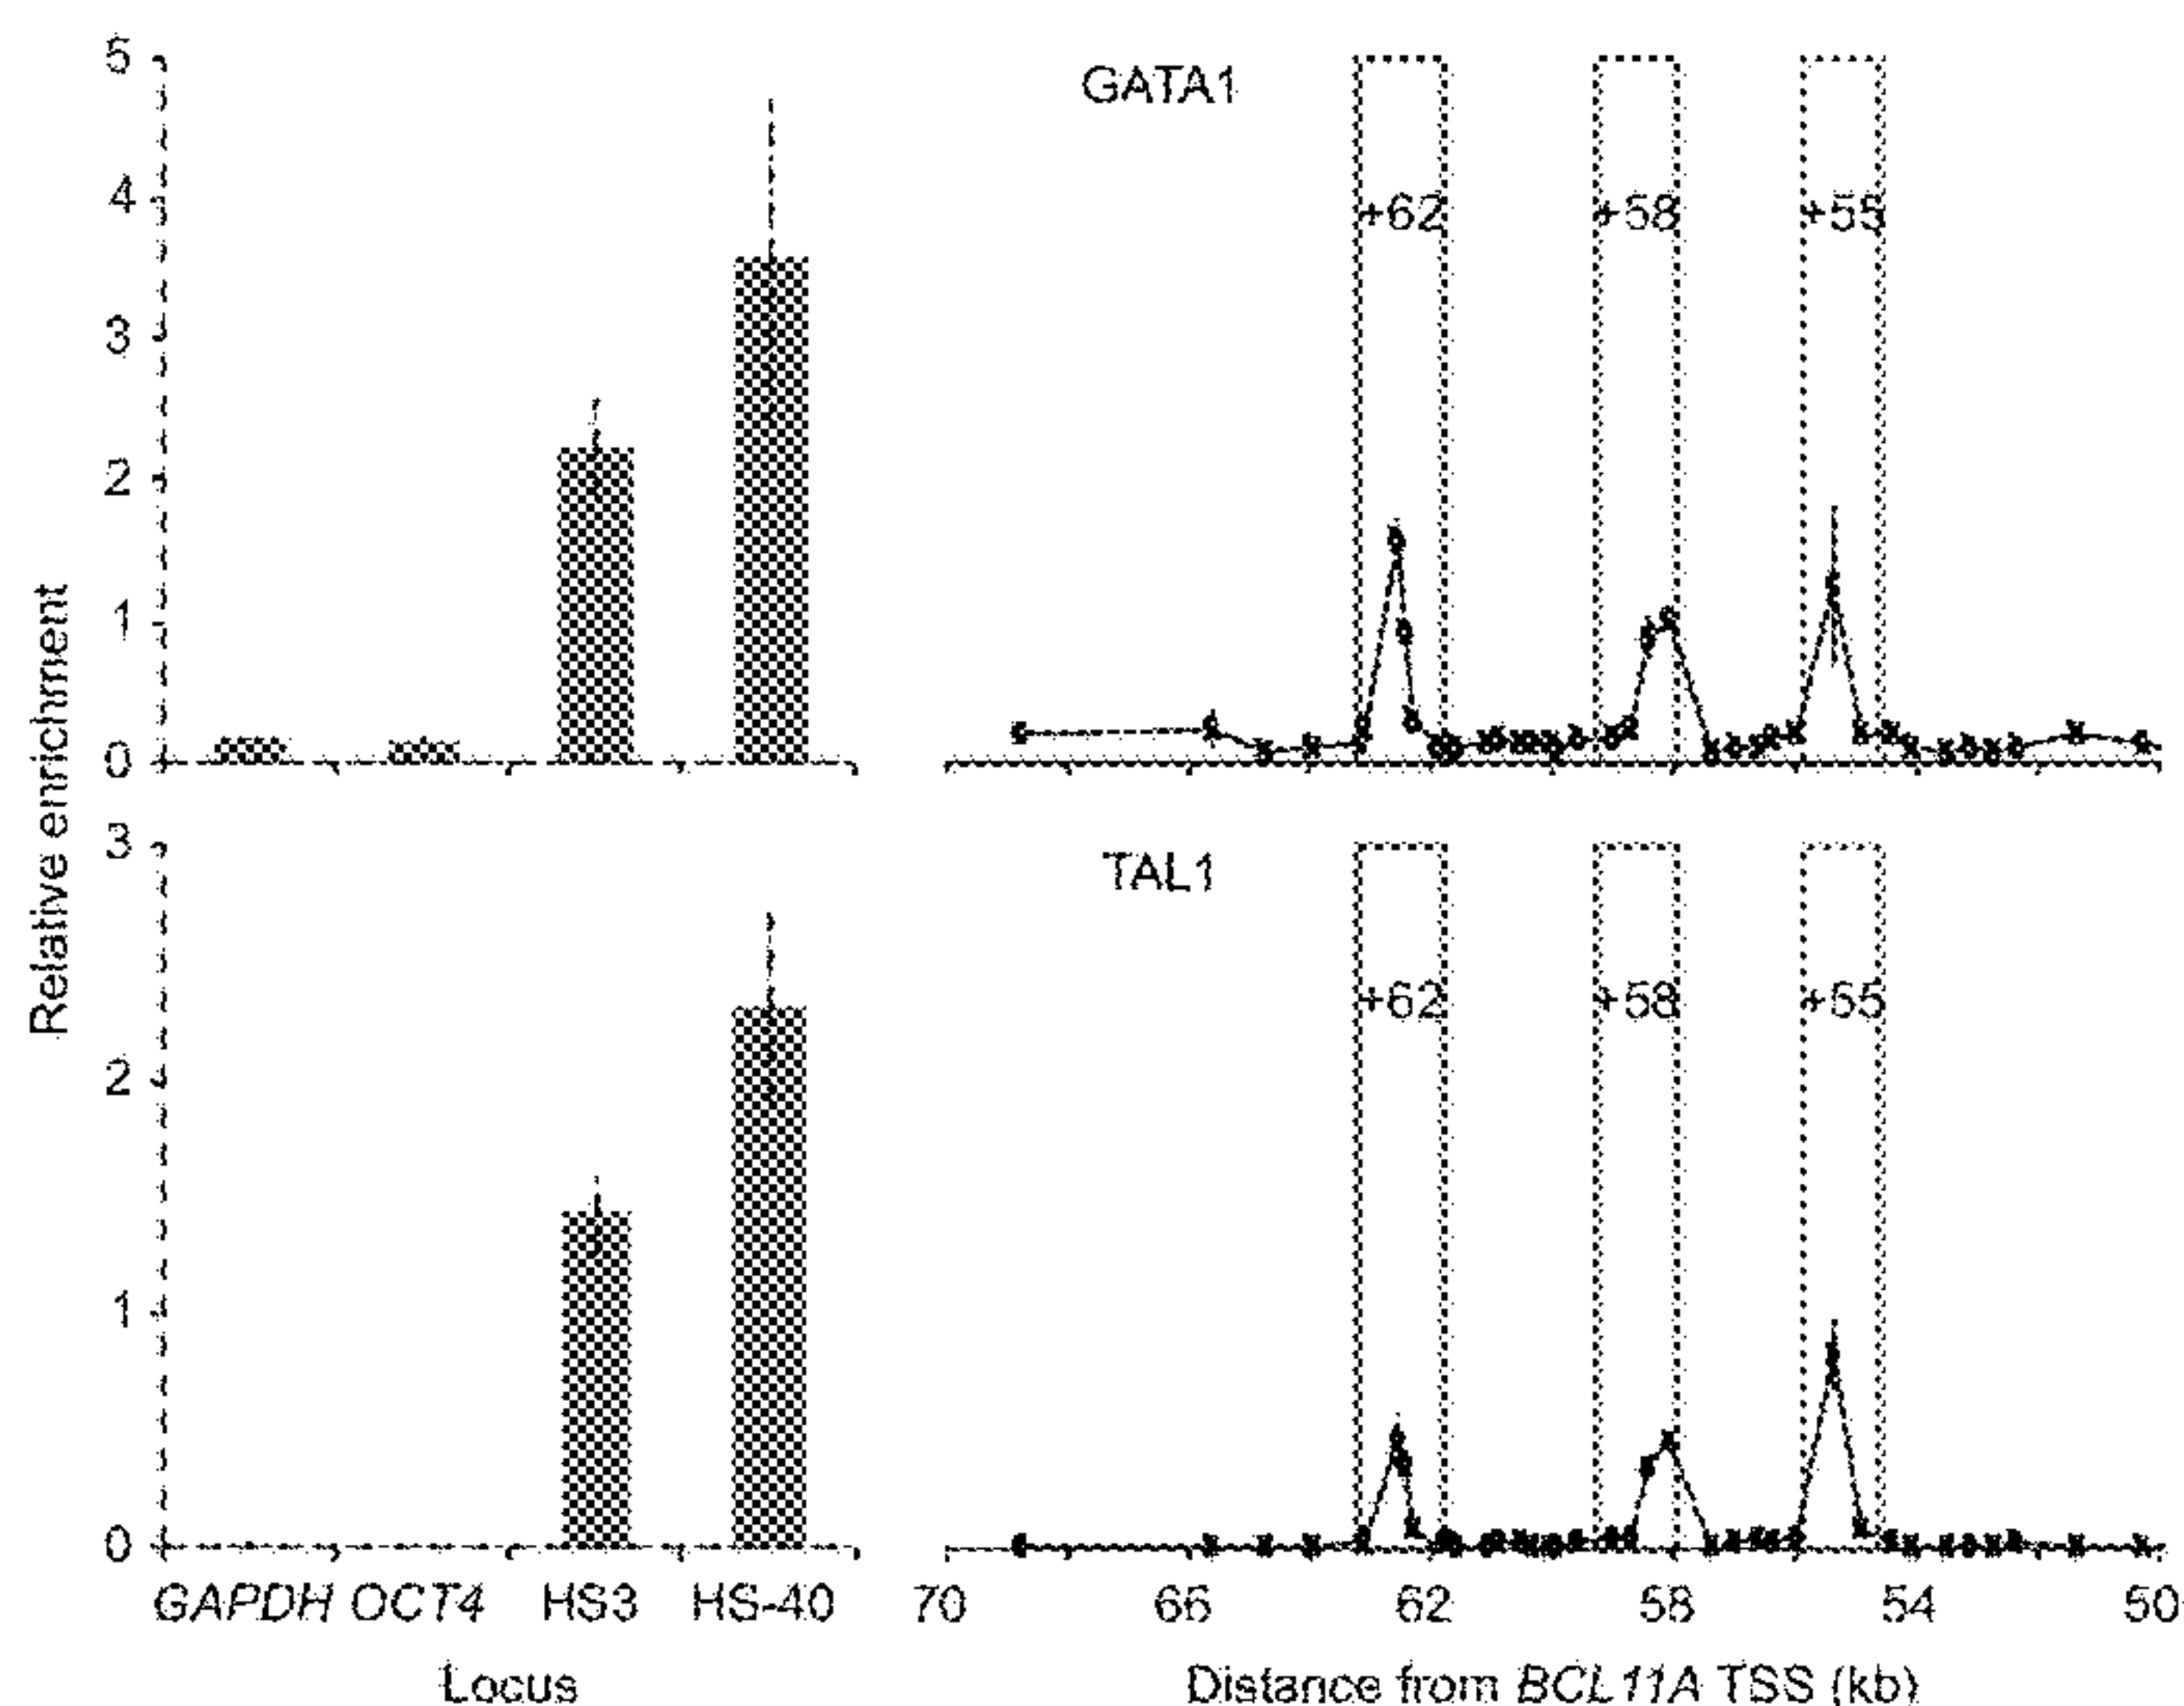 Relative enrichment
5
4
3
2
1
0
GATA1
+62
+58
+55
3
2
1
0
TAL1
+62
+58
+55
GAPDH OCT4 HS3 HS-40
Locus
70 66 62 58 54 50
Distance from BCL11A TSS (kb)